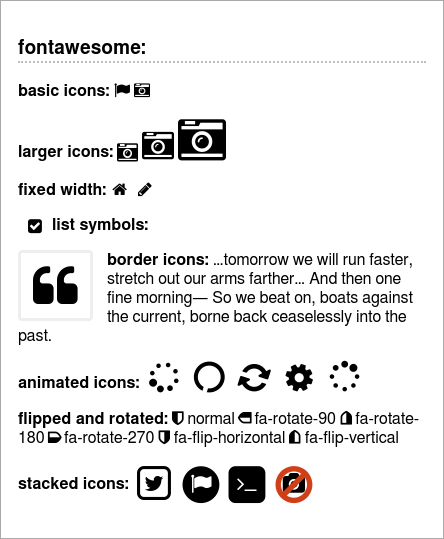 fontawesome:
basic icons:
larger icons:
fixed width:
list symbols:
border icons: ...tomorrow we will run faster,
stretch out our arms farther... And then one
fine morning— So we beat on, boats against
the current, borne back ceaselessly into the
past.
animated icons:
flipped and rotated: normal fa-rotate-90 fa-rotate-
180 fa-rotate-270 fa-flip-horizontal fa-flip-vertical
stacked icons: